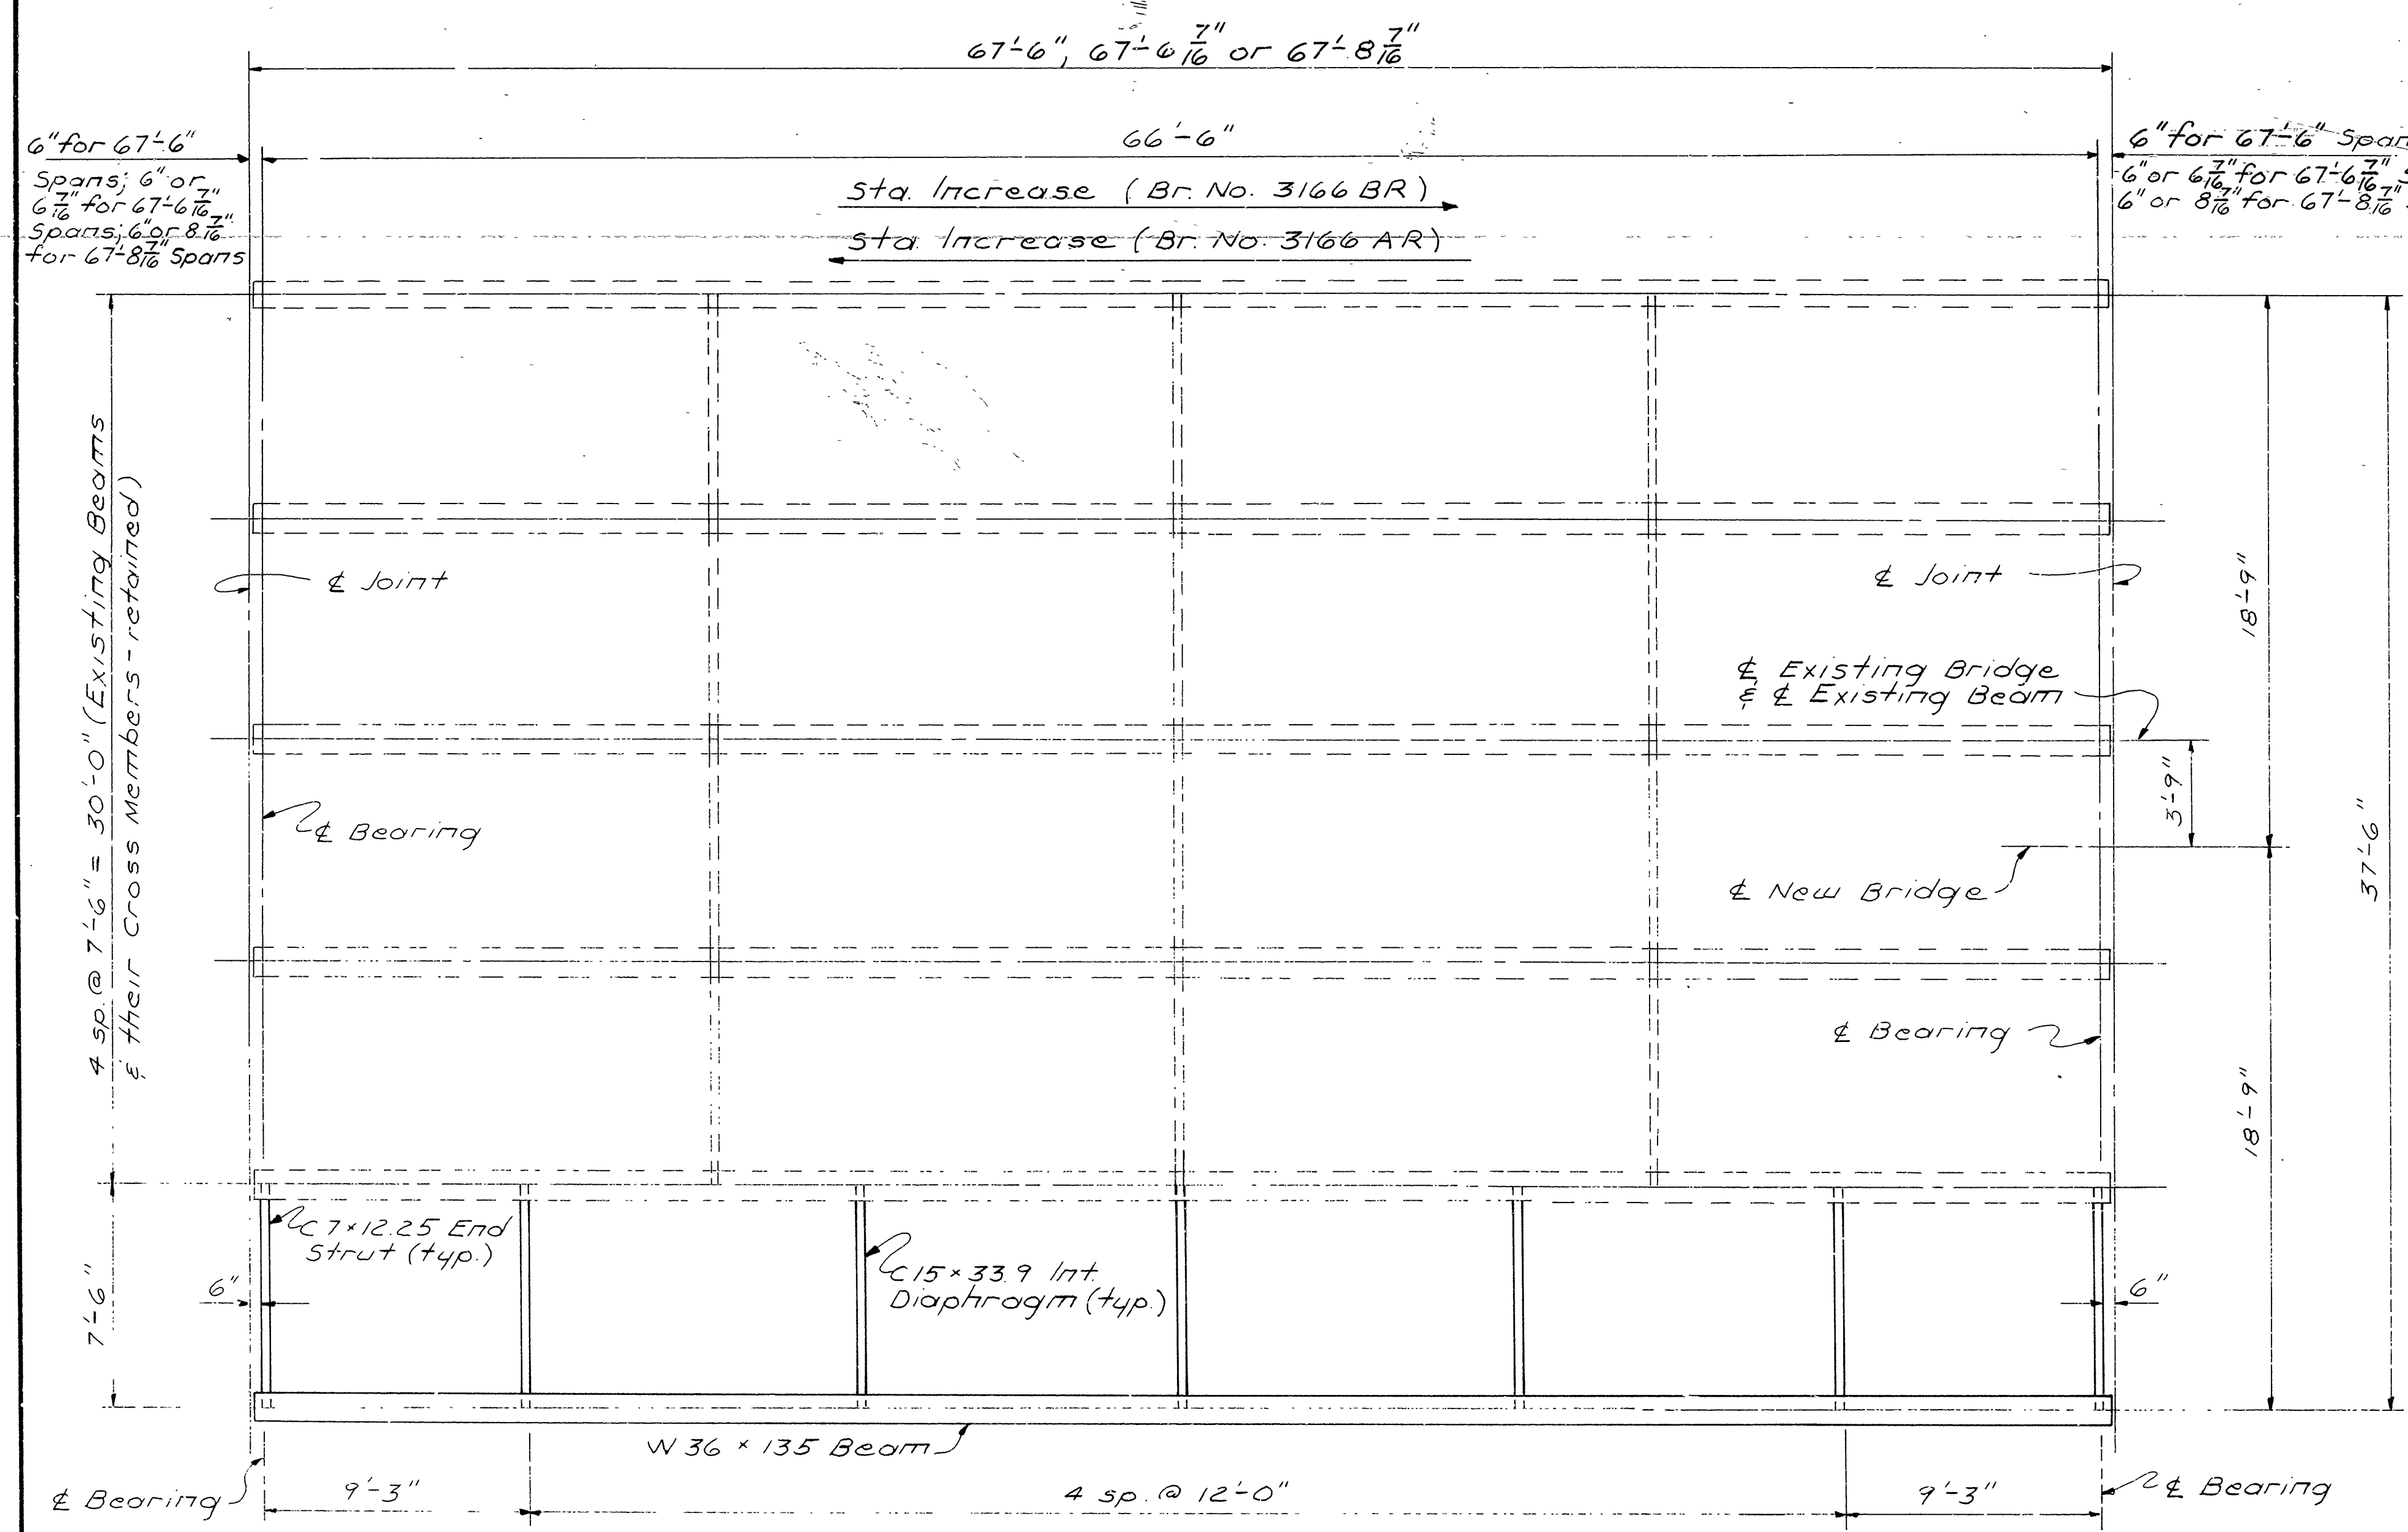 67'-6", 67'-6 7/16" or 67'-8 7/16"
6" for 67'-6"
Spans; 6" or
6 7/16" for 67'-6 7/16"
Spans; 6" or 8 7/16"
for 67'-8 7/16" Spans
66'-6"
6" for 67'-6" Span
6" or 6 7/16" for 67'-6 7/16" S
6" or 8 7/16" for 67'-8 7/16"
Sta. Increase (Br. No. 3166 BR)
Sta. Increase (Br. No. 3166 AR)
4 sp. @ 7'-6" = 30'-0" (Existing Beams
& their Cross Members - retained)
℄ Joint
℄ Joint
18'-9"
℄ Existing Bridge
& ℄ Existing Beam
3'-9"
℄ Bearing
℄ New Bridge
37'-6"
℄ Bearing
18'-9"
C7×12.25 End
Strut (typ.)
C15×33.9 Int.
Diaphragm (typ.)
7'-6"
6"
6"
W 36 × 135 Beam
℄ Bearing
9'-3"
4 sp. @ 12'-0"
9'-3"
℄ Bearing